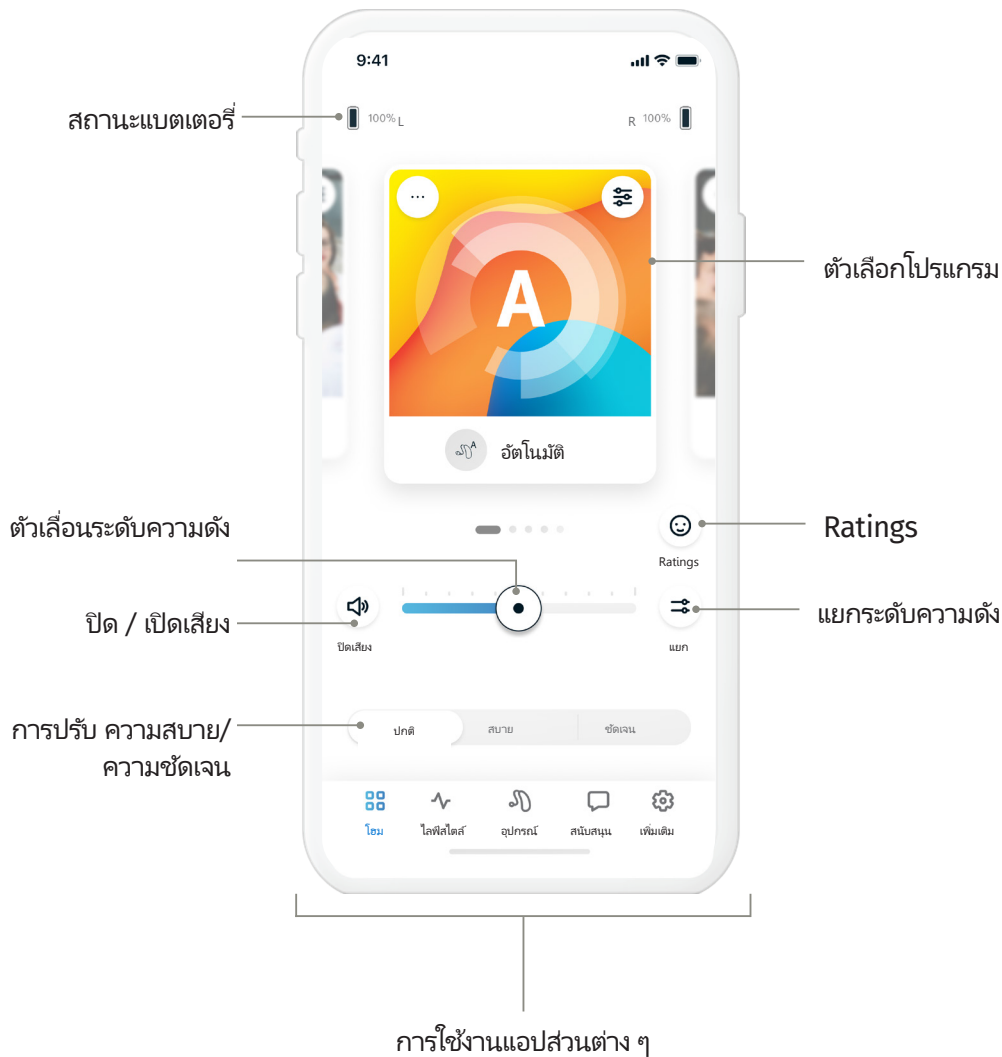 9:41
สถานะแบตเตอรี่
100% L
R 100%
...
A
ตัวเลือกโปรแกรม
A
อัตโนมัติ
ตัวเลื่อนระดับความดัง
Ratings
Ratings
ปิด / เปิดเสียง
แยกระดับความดัง
ปิดเสียง
แยก
การปรับ ความสบาย/
ความชัดเจน
ปกติ
สบาย
ชัดเจน
โฮม
ไลฟ์สไตล์
อุปกรณ์
สนับสนุน
เพิ่มเติม
การใช้งานแอปส่วนต่าง ๆ